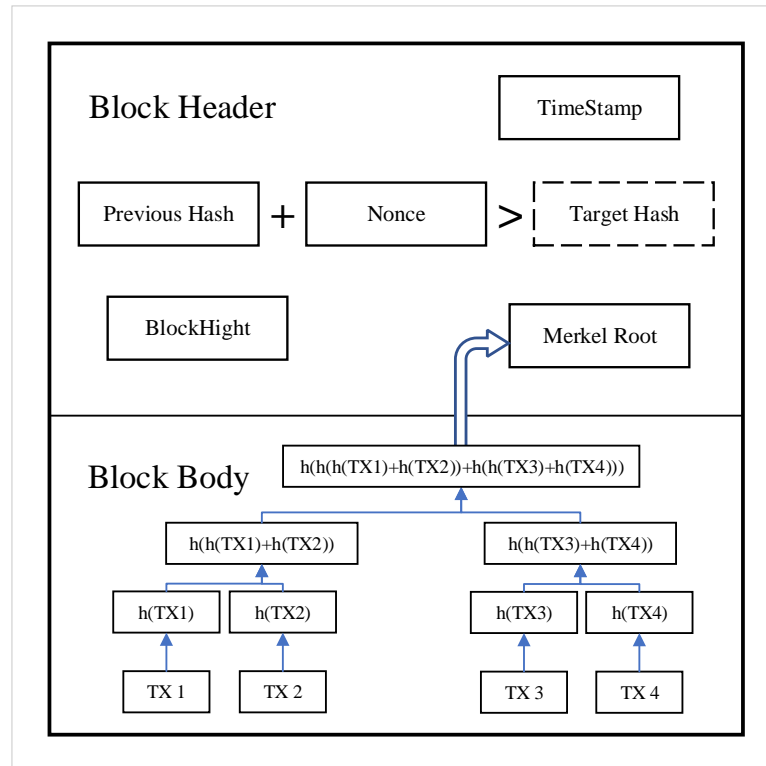 Block Header
TimeStamp
Previous Hash + Nonce > Target Hash
BlockHight
Merkel Root
Block Body
h(h(h(TX1)+h(TX2))+h(h(TX3)+h(TX4)))
h(h(TX1)+h(TX2))
h(h(TX3)+h(TX4))
h(TX1)
h(TX2)
h(TX3)
h(TX4)
TX 1
TX 2
TX 3
TX 4